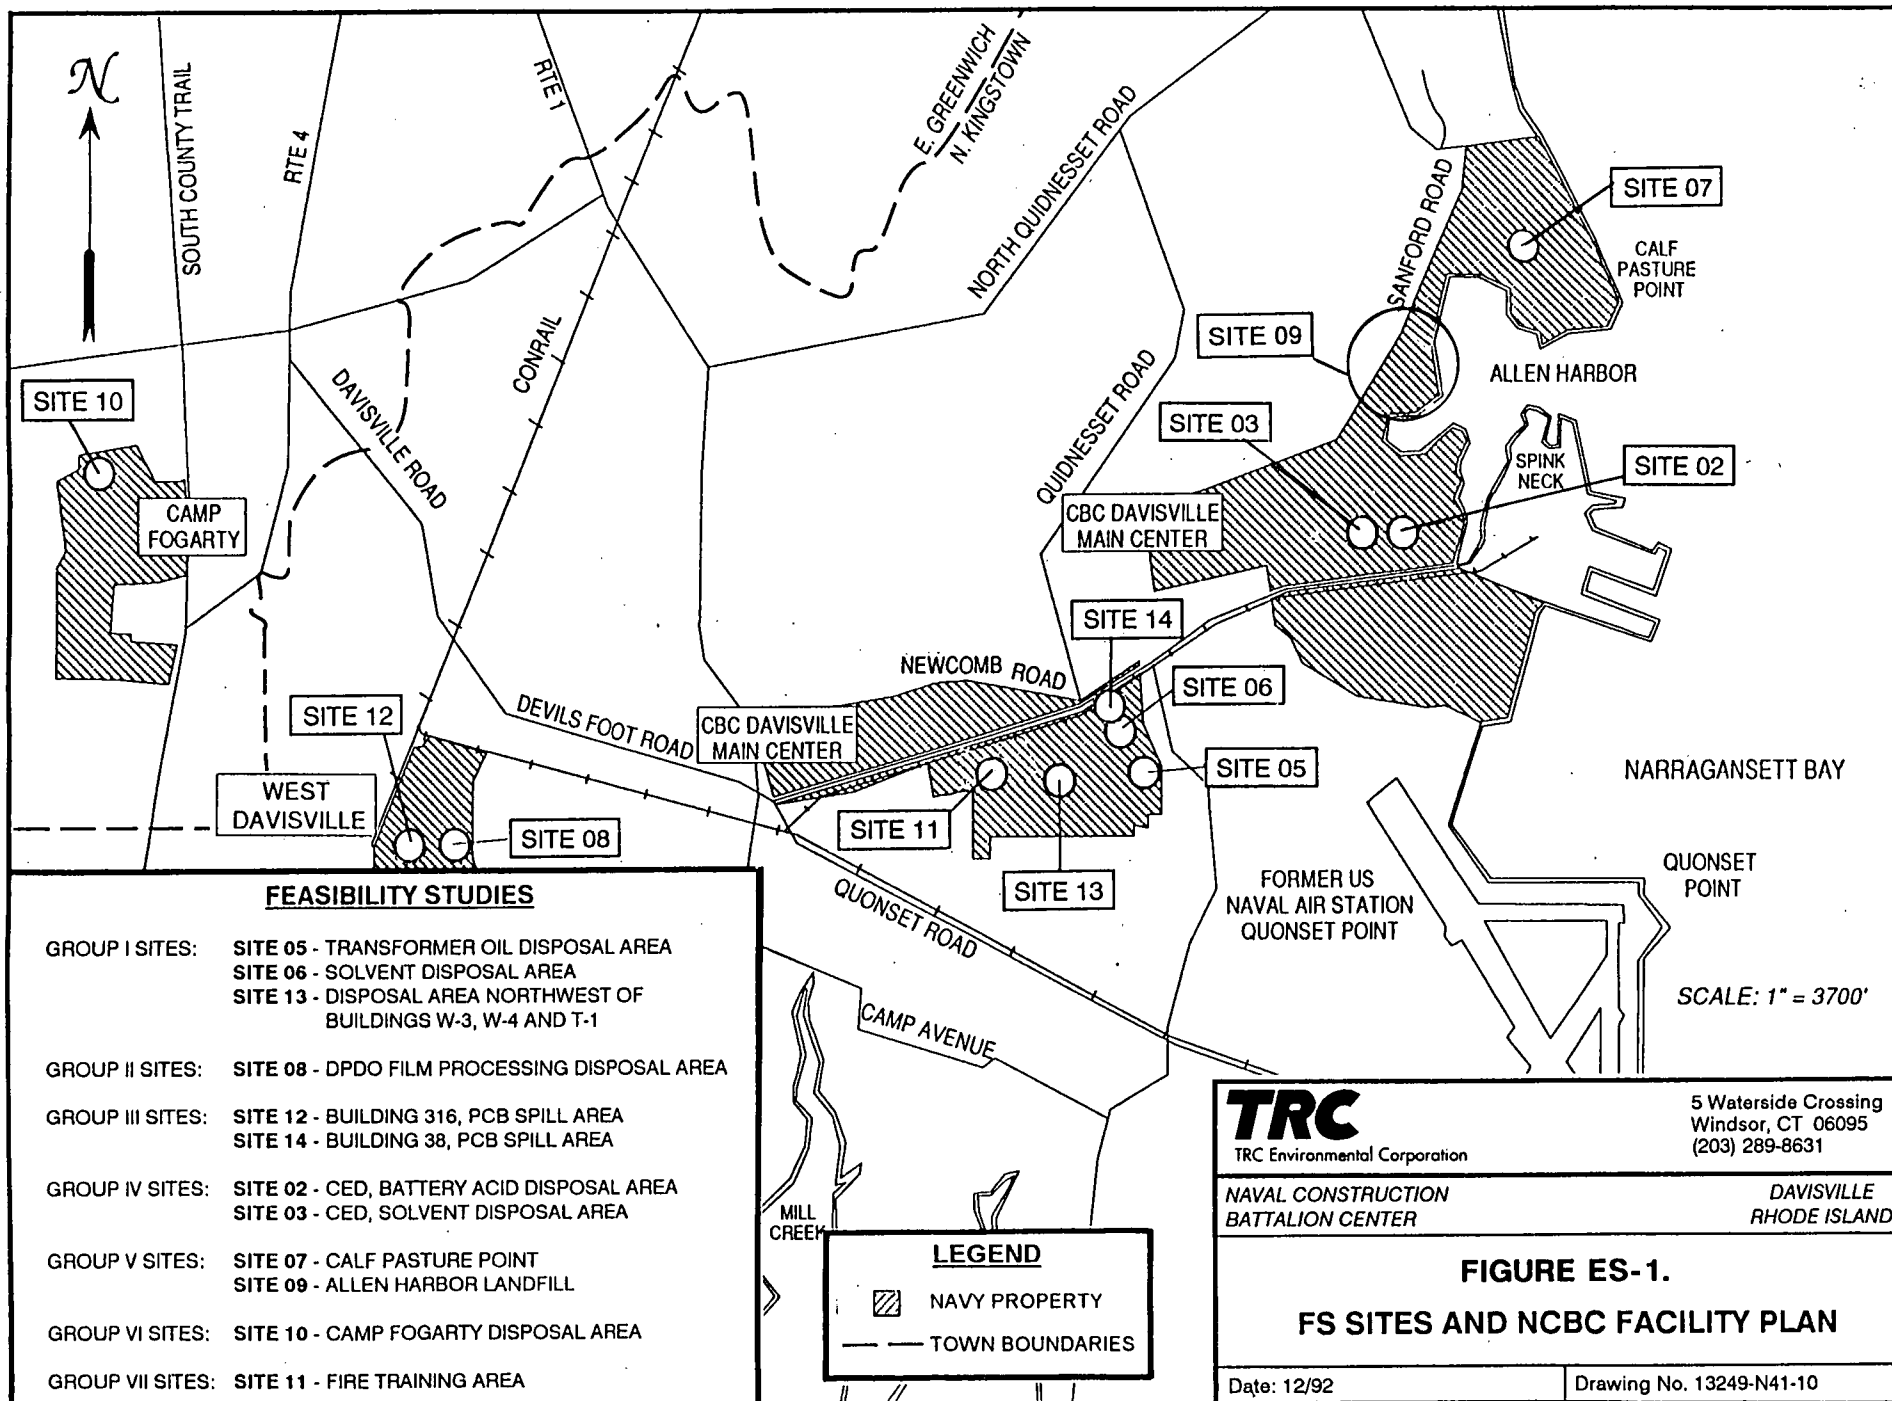 N
SOUTH COUNTY TRAIL
RTE 4
RTE 1
E. GREENWICH
N. KINGSTOWN
NORTH QUIDNESSET ROAD
SANFORD ROAD
SITE 07
CALF
PASTURE
POINT
CONRAIL
DAVISVILLE ROAD
QUIDNESSET ROAD
SITE 09
ALLEN HARBOR
SITE 10
SITE 03
SPINK
NECK
SITE 02
CAMP
FOGARTY
CBC DAVISVILLE
MAIN CENTER
SITE 14
NEWCOMB ROAD
SITE 06
SITE 12
DEVILS FOOT ROAD
CBC DAVISVILLE
MAIN CENTER
SITE 05
NARRAGANSETT BAY
WEST
DAVISVILLE
SITE 08
SITE 11
SITE 13
QUONSET ROAD
FORMER US
NAVAL AIR STATION
QUONSET POINT
QUONSET
POINT
CAMP AVENUE
SCALE: 1" = 3700'
MILL
CREEK
FEASIBILITY STUDIES
GROUP I SITES: SITE 05 - TRANSFORMER OIL DISPOSAL AREA
SITE 06 - SOLVENT DISPOSAL AREA
SITE 13 - DISPOSAL AREA NORTHWEST OF
BUILDINGS W-3, W-4 AND T-1
GROUP II SITES: SITE 08 - DPDO FILM PROCESSING DISPOSAL AREA
GROUP III SITES: SITE 12 - BUILDING 316, PCB SPILL AREA
SITE 14 - BUILDING 38, PCB SPILL AREA
GROUP IV SITES: SITE 02 - CED, BATTERY ACID DISPOSAL AREA
SITE 03 - CED, SOLVENT DISPOSAL AREA
GROUP V SITES: SITE 07 - CALF PASTURE POINT
SITE 09 - ALLEN HARBOR LANDFILL
GROUP VI SITES: SITE 10 - CAMP FOGARTY DISPOSAL AREA
GROUP VII SITES: SITE 11 - FIRE TRAINING AREA
LEGEND
NAVY PROPERTY
TOWN BOUNDARIES
TRC
TRC Environmental Corporation
5 Waterside Crossing
Windsor, CT 06095
(203) 289-8631
NAVAL CONSTRUCTION
BATTALION CENTER
DAVISVILLE
RHODE ISLAND
FIGURE ES-1.
FS SITES AND NCBC FACILITY PLAN
Date: 12/92
Drawing No. 13249-N41-10